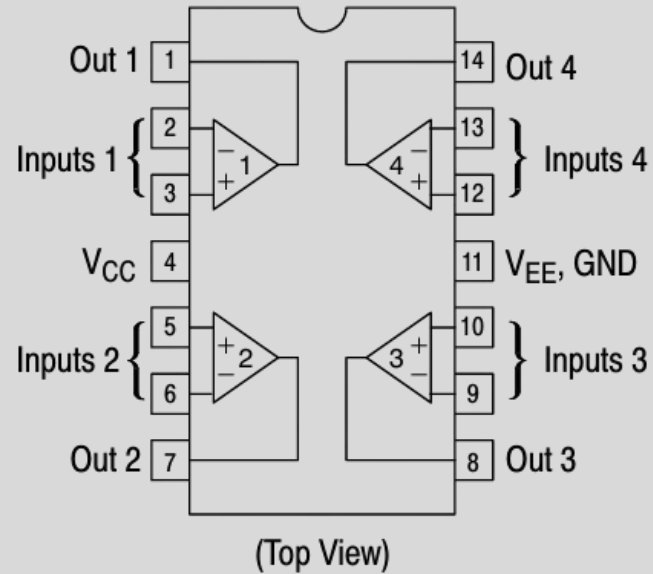 Out 1 1 14 Out 4
2 13
Inputs 1 { − 1 − 4 } Inputs 4
3 + + 12
VCC 4 11 VEE, GND
5 + + 10
Inputs 2 { 2 3 } Inputs 3
6 − − 9
Out 2 7 8 Out 3
(Top View)